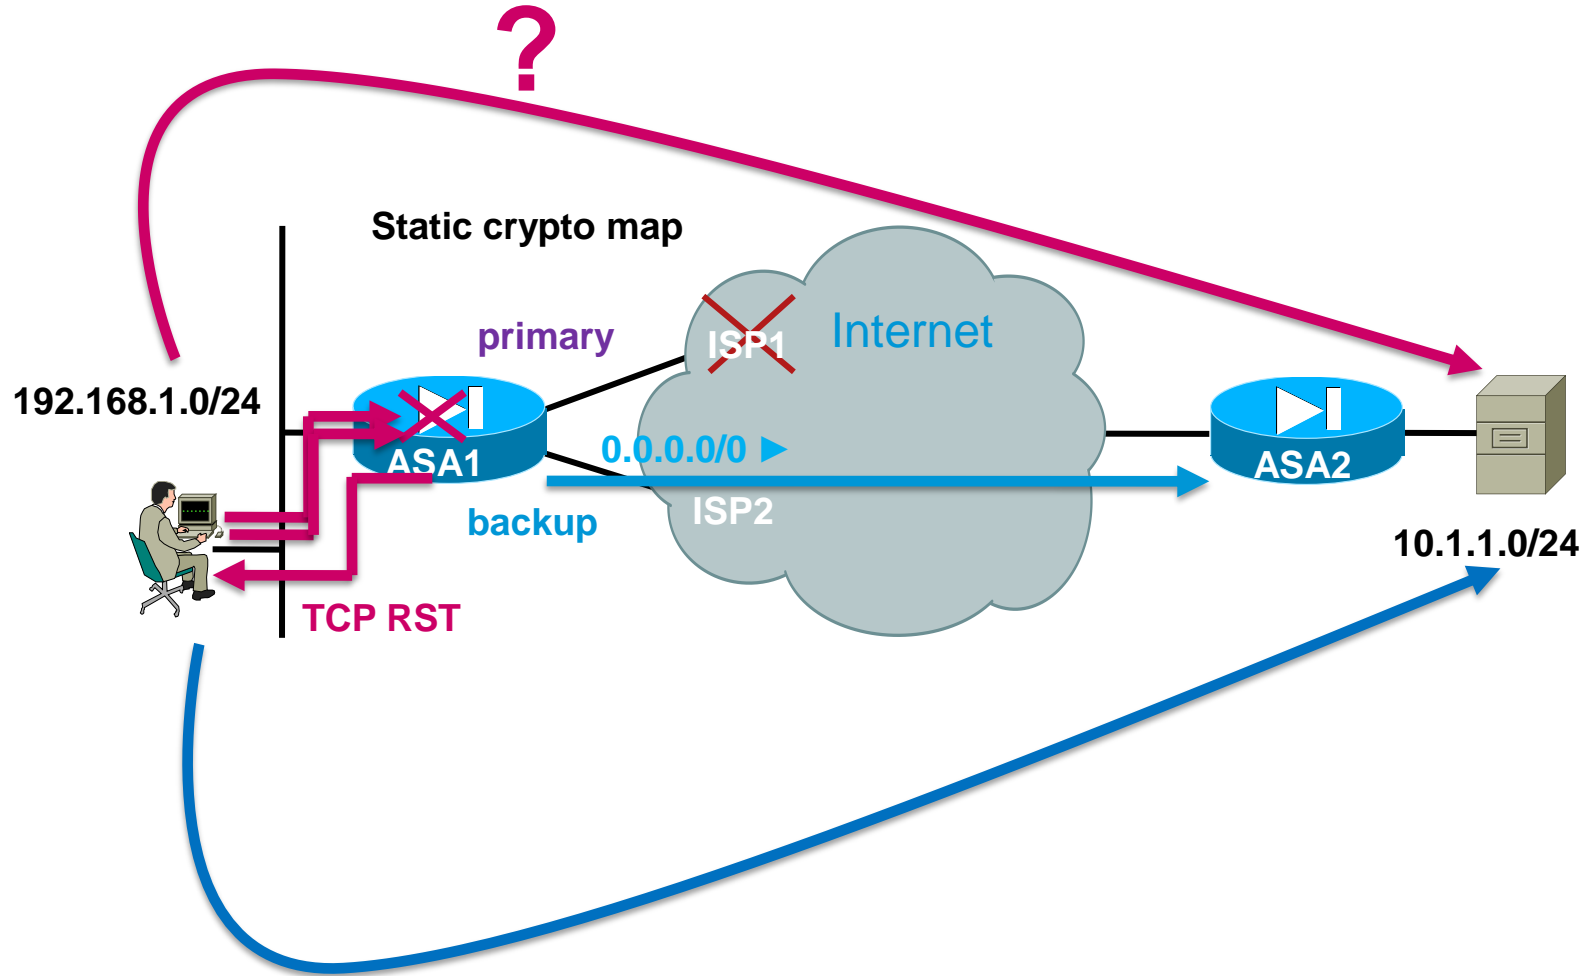 ?
Static crypto map
primary
ISP1
Internet
192.168.1.0/24
0.0.0.0/0 ►
ASA1
ASA2
backup
ISP2
10.1.1.0/24
TCP RST